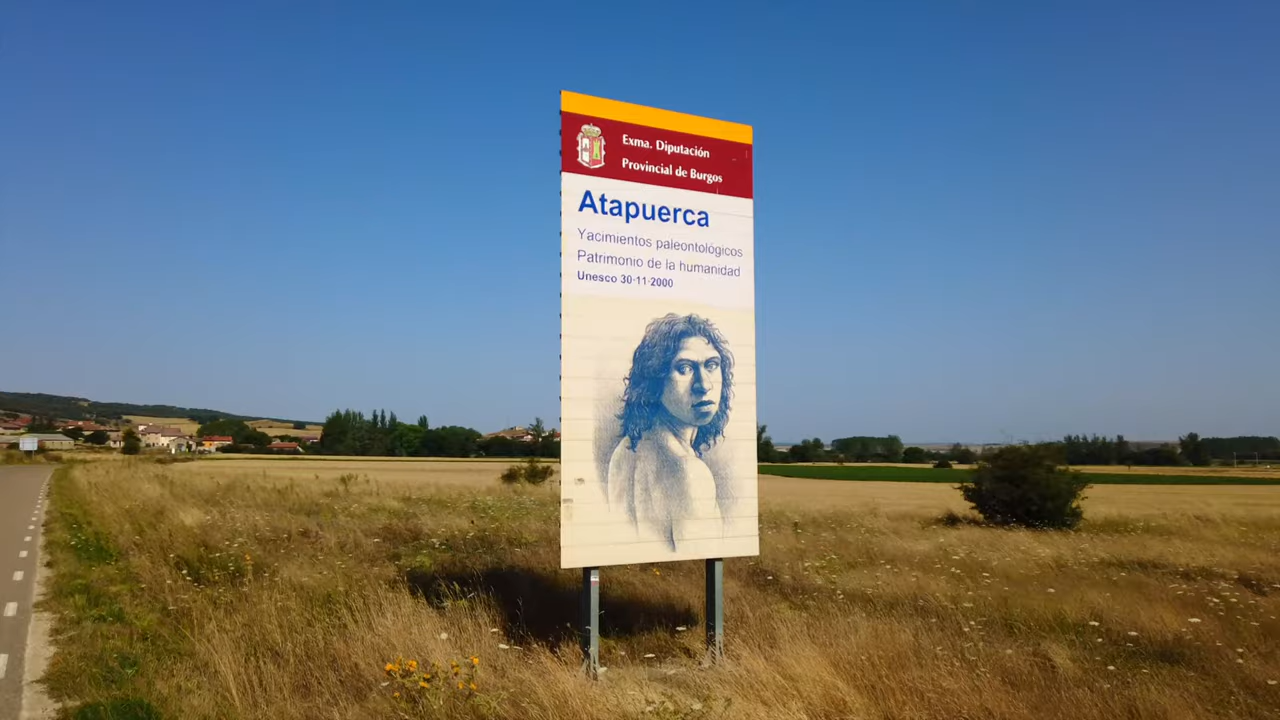 Exma. Diputación
Provincial de Burgos
Atapuerca
Yacimientos paleontológicos
Patrimonio de la humanidad
Unesco 30-11-2000